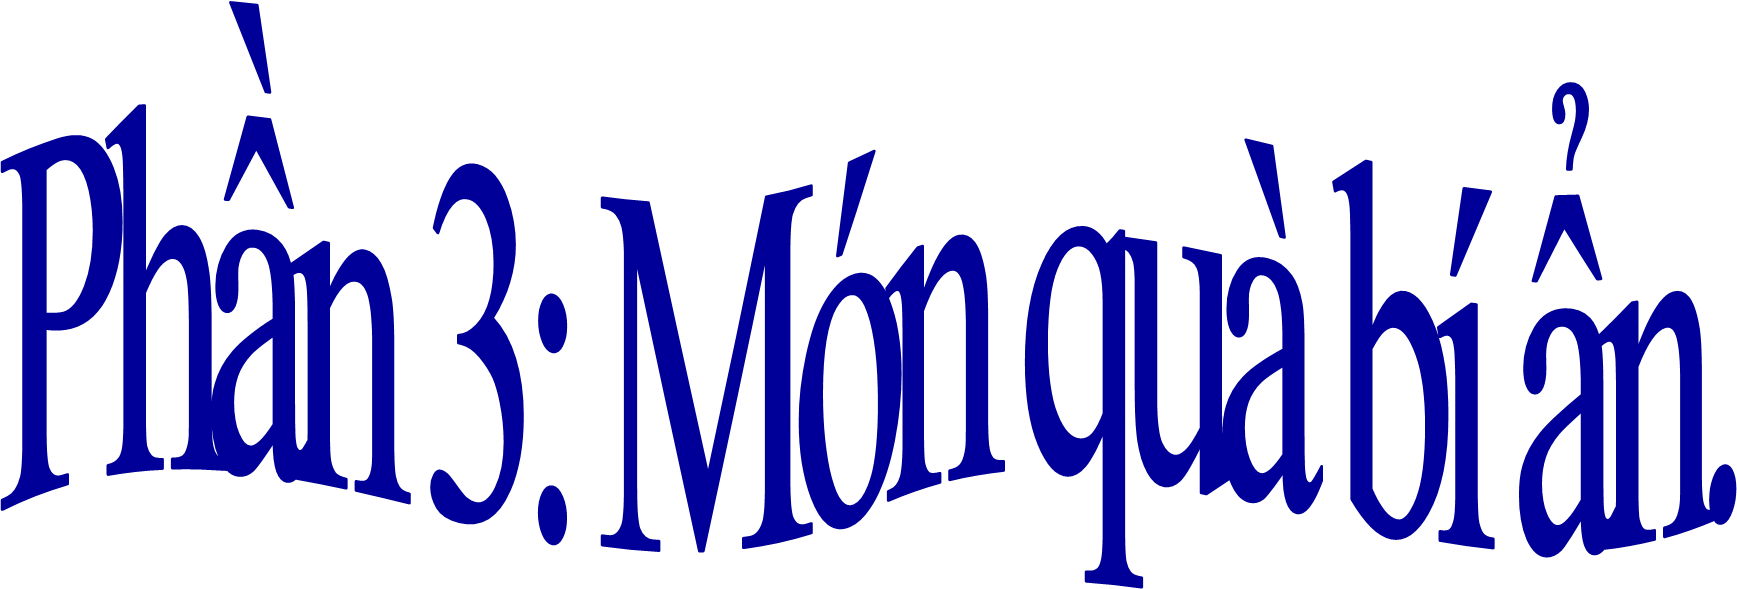 Phần 3: Món quà bí ẩn.